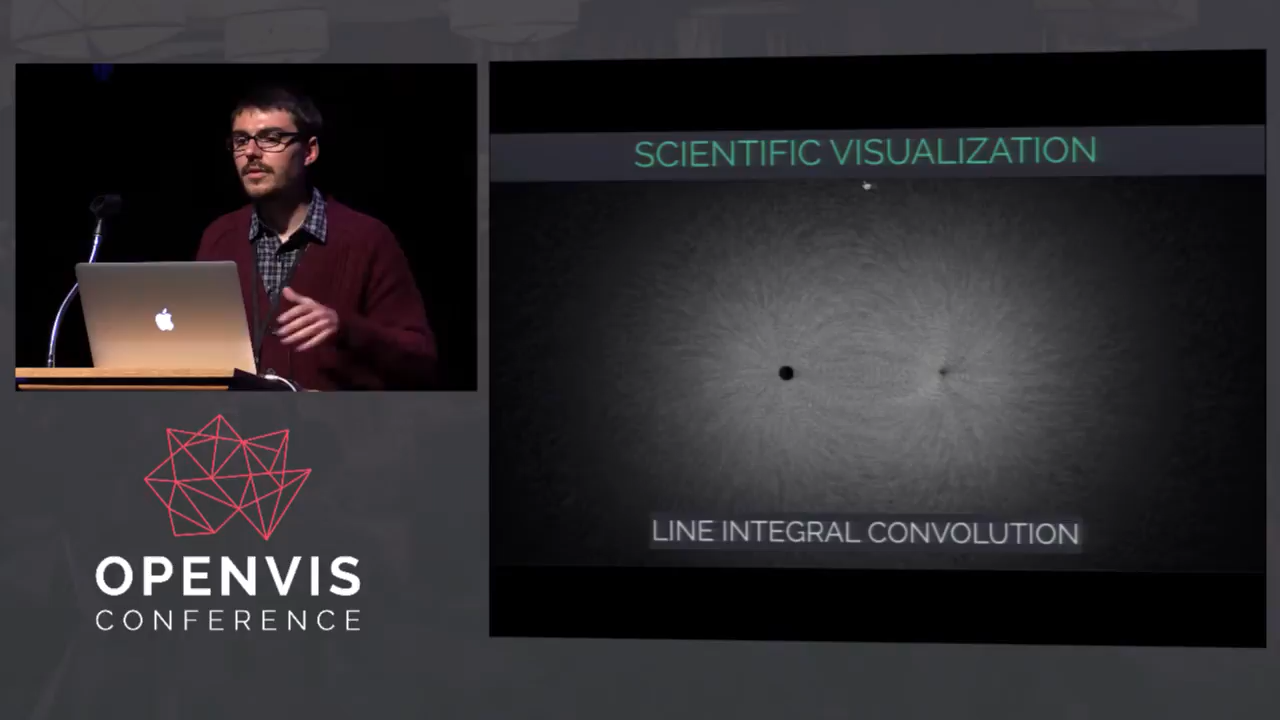 SCIENTIFIC VISUALIZATION
LINE INTEGRAL CONVOLUTION
OPENVIS
CONFERENCE